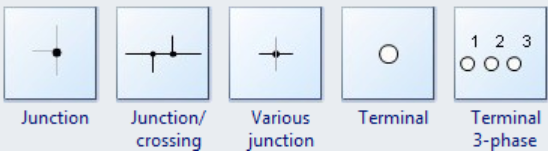 1 2 3
Junction
Junction/
crossing
Various
junction
Terminal
Terminal
3-phase